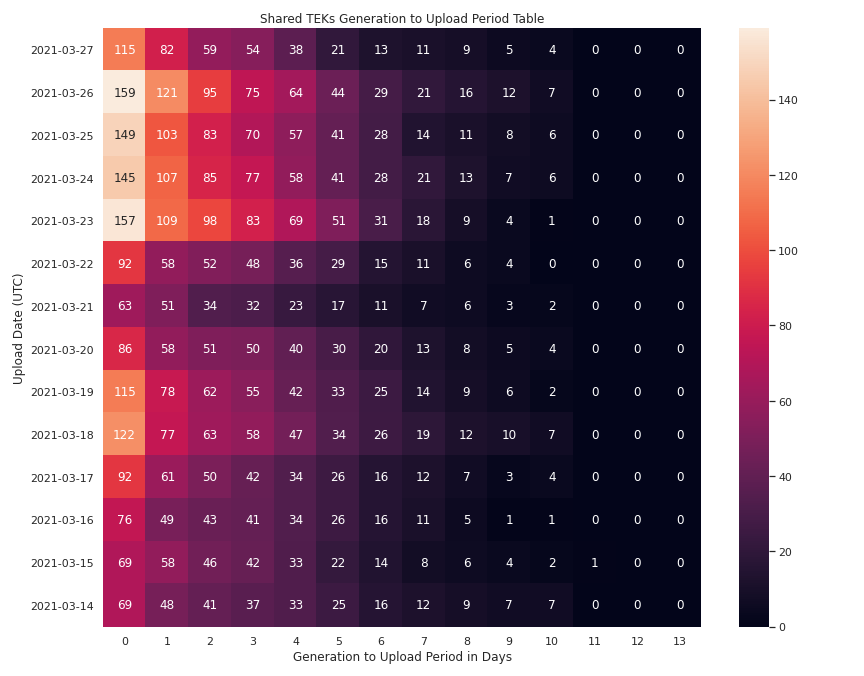 Shared TEKs Generation to Upload Period Table
2021-03-27 115 82 59 54 38 21 13 11 9 5 4 0 0 0
2021-03-26 159 121 95 75 64 44 29 21 16 12 7 0 0 0
2021-03-25 149 103 83 70 57 41 28 14 11 8 6 0 0 0
2021-03-24 145 107 85 77 58 41 28 21 13 7 6 0 0 0
2021-03-23 157 109 98 83 69 51 31 18 9 4 1 0 0 0
2021-03-22 92 58 52 48 36 29 15 11 6 4 0 0 0 0
2021-03-21 63 51 34 32 23 17 11 7 6 3 2 0 0 0
2021-03-20 86 58 51 50 40 30 20 13 8 5 4 0 0 0
2021-03-19 115 78 62 55 42 33 25 14 9 6 2 0 0 0
2021-03-18 122 77 63 58 47 34 26 19 12 10 7 0 0 0
2021-03-17 92 61 50 42 34 26 16 12 7 3 4 0 0 0
2021-03-16 76 49 43 41 34 26 16 11 5 1 1 0 0 0
2021-03-15 69 58 46 42 33 22 14 8 6 4 2 1 0 0
2021-03-14 69 48 41 37 33 25 16 12 9 7 7 0 0 0
0 1 2 3 4 5 6 7 8 9 10 11 12 13
Generation to Upload Period in Days
Upload Date (UTC)
140
120
100
80
60
40
20
0